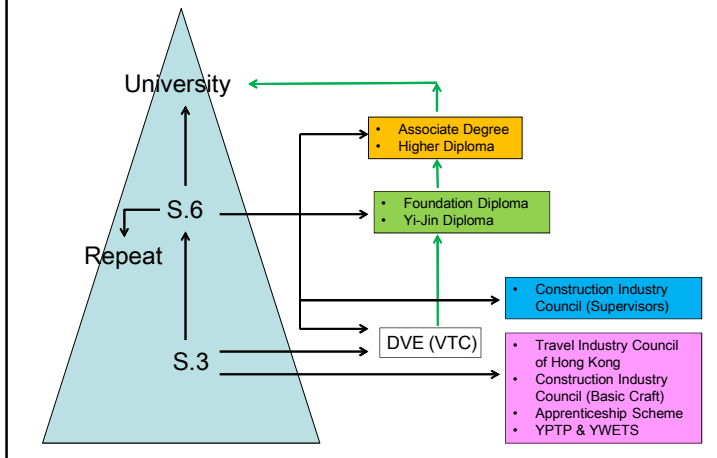 University
• Associate Degree
• Higher Diploma
S.6
• Foundation Diploma
• Yi-Jin Diploma
Repeat
• Construction Industry
Council (Supervisors)
DVE (VTC)
S.3
• Travel Industry Council
of Hong Kong
• Construction Industry
Council (Basic Craft)
• Apprenticeship Scheme
• YPTP & YWETS